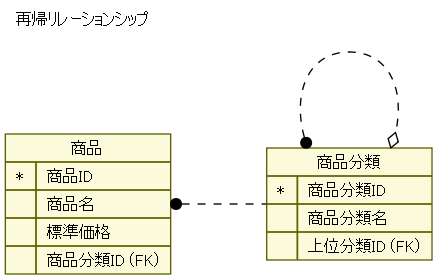 再帰リレーションシップ
商品
* 商品ID
商品名
標準価格
商品分類ID(FK)
商品分類
* 商品分類ID
商品分類名
上位分類ID(FK)